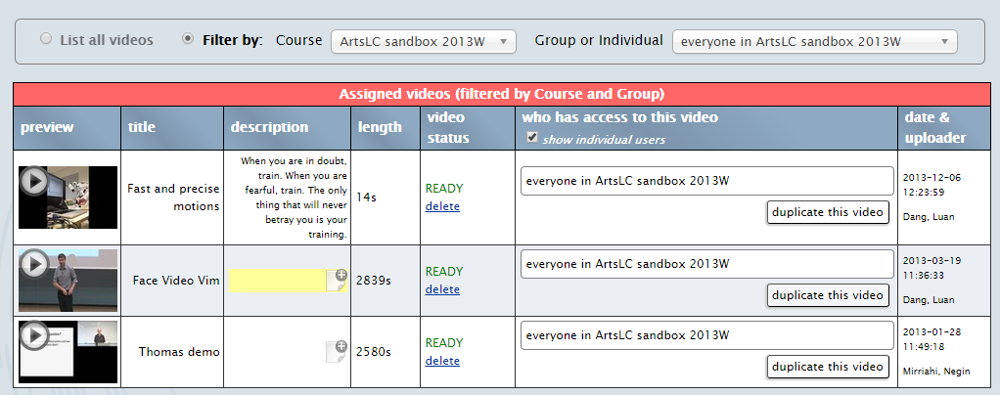 List all videos Filter by: Course ArtsLC sandbox 2013W Group or Individual everyone in ArtsLC sandbox 2013W
Assigned videos (filtered by Course and Group)
preview title description length video status who has access to this video date & uploader
show individual users
Fast and precise motions
When you are in doubt,
train. When you are
fearful, train. The only
thing that will never
betray you is your
training.
14s
READY
delete
everyone in ArtsLC sandbox 2013W
duplicate this video
2013-12-06
12:23:59
Dang, Luan
Face Video Vim
2839s
READY
delete
everyone in ArtsLC sandbox 2013W
duplicate this video
2013-03-19
11:36:33
Dang, Luan
Thomas demo
2580s
READY
delete
everyone in ArtsLC sandbox 2013W
duplicate this video
2013-01-28
11:49:18
Mirriahi, Negin